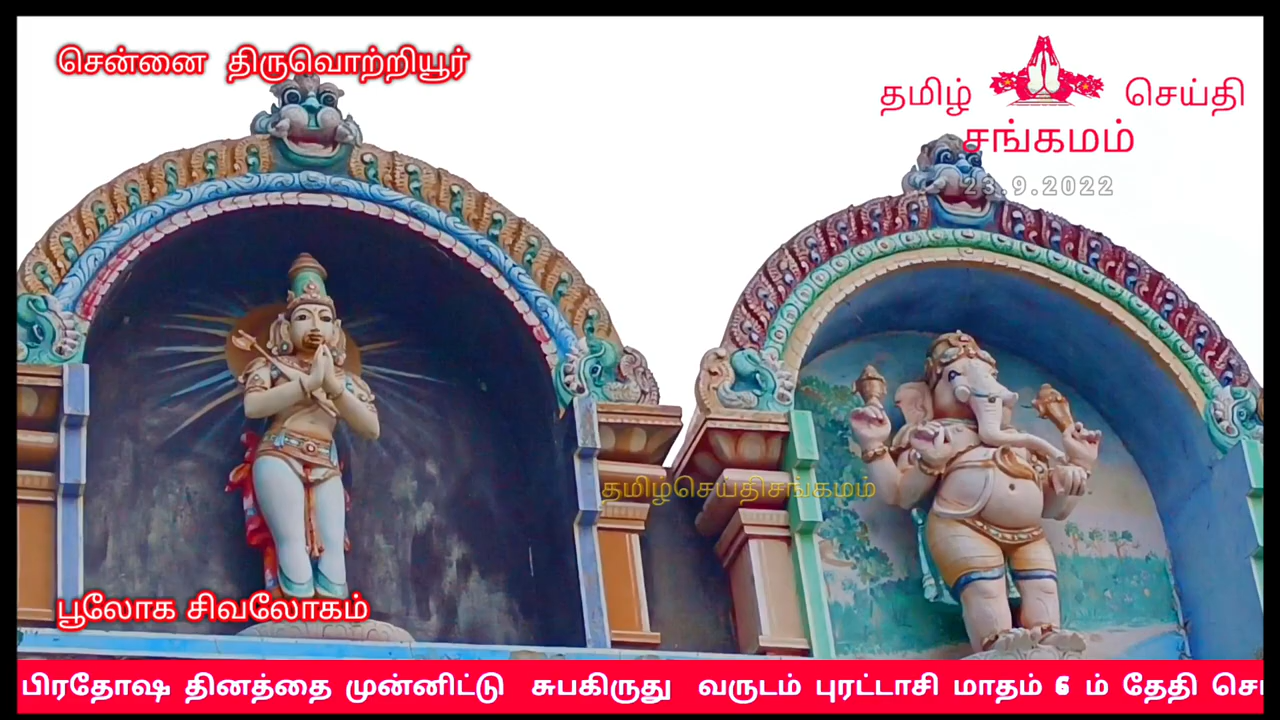 சென்னை திருவொற்றியூர்
தமிழ் செய்தி
சங்கமம்
23.9.2022
தமிழ்செய்திசங்கமம்
பூலோக சிவலோகம்
பிரதோஷ தினத்தை முன்னிட்டு சுபகிருது வருடம் புரட்டாசி மாதம் 6 ம் தேதி